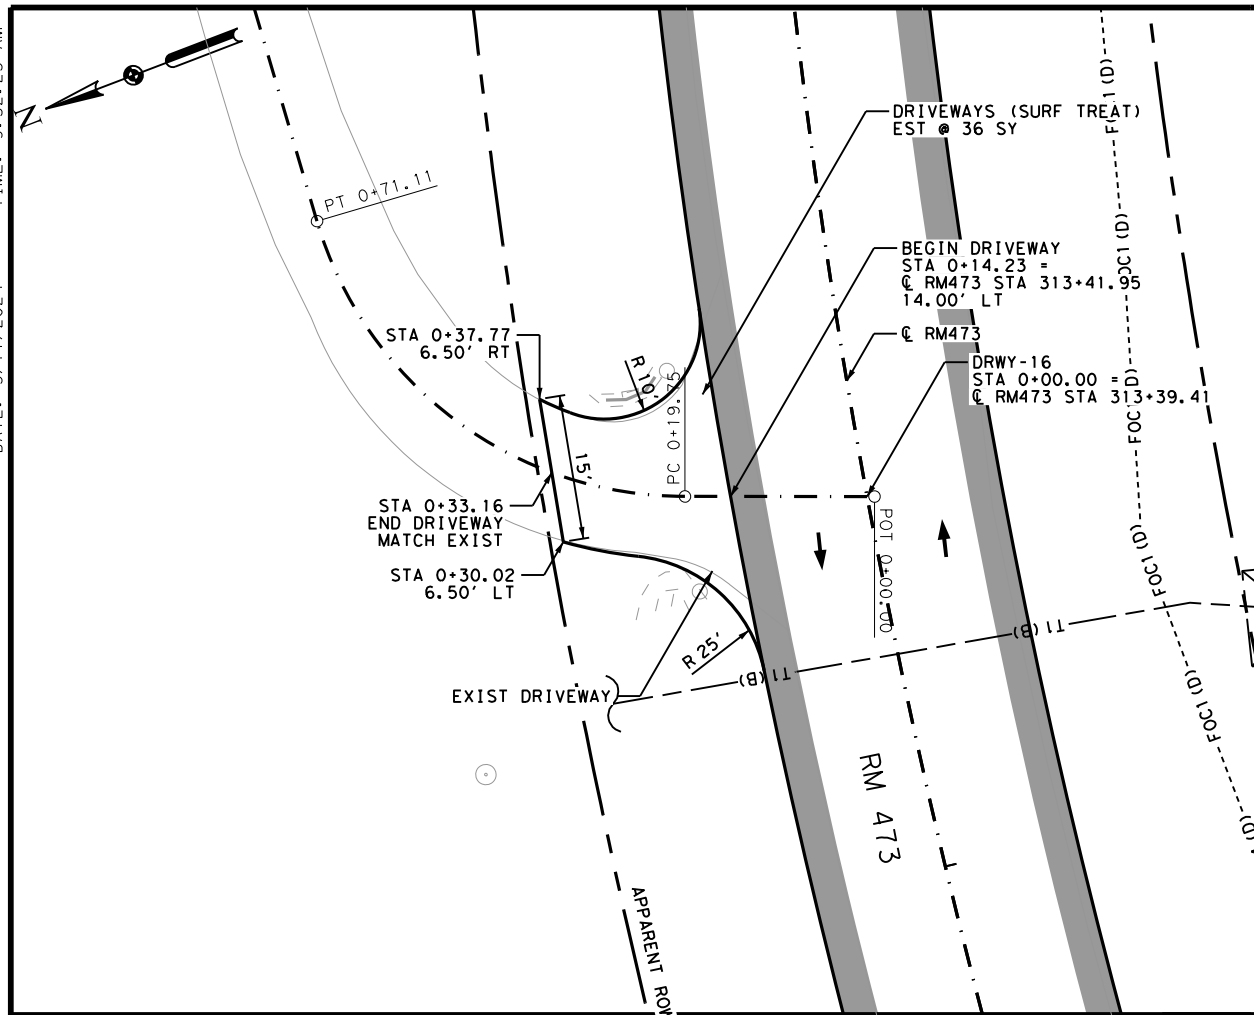 N
PT 0+71.11
DRIVEWAYS (SURF TREAT)
EST @ 36 SY
BEGIN DRIVEWAY
STA 0+14.23 =
℄ RM473 STA 313+41.95
14.00' LT
℄ RM473
DRWY-16
STA 0+00.00 =
℄ RM473 STA 313+39.41
STA 0+37.77
6.50' RT
R 10'
PC 0+19.75
15'
STA 0+33.16
END DRIVEWAY
MATCH EXIST
STA 0+30.02
6.50' LT
POT 0+00.00
R 25'
EXIST DRIVEWAY
T1(B)
T1(B)
FOC1(D)
FOC1(D)
FOC1(D)
FOC1(D)
FOC1(D)
RM 473
APPARENT ROW